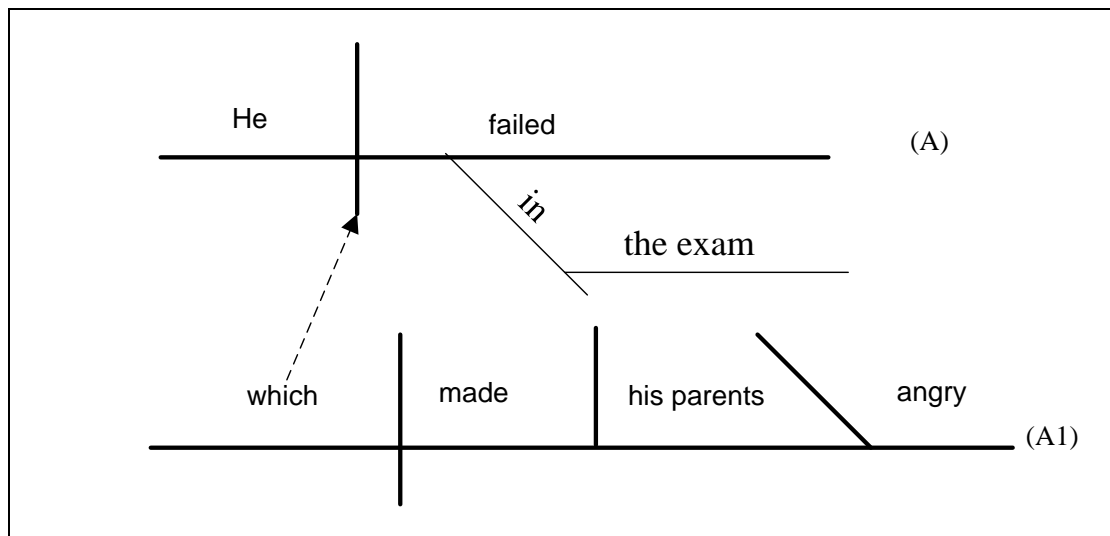 He failed (A)
in
the exam
which made his parents angry
(A1)